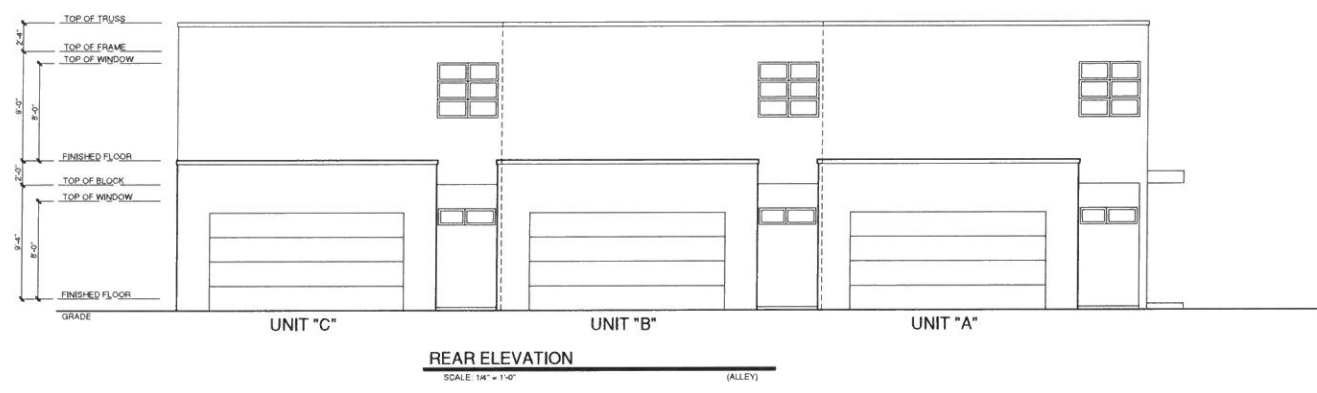 TOP OF TRUSS
2'-4"
TOP OF FRAME
TOP OF WINDOW
9'-0"
8'-0"
FINISHED FLOOR
2'-0"
TOP OF BLOCK
TOP OF WINDOW
9'-4"
8'-0"
FINISHED FLOOR
GRADE
UNIT "C"
UNIT "B"
UNIT "A"
REAR ELEVATION
SCALE: 1/4" = 1'-0"
(ALLEY)